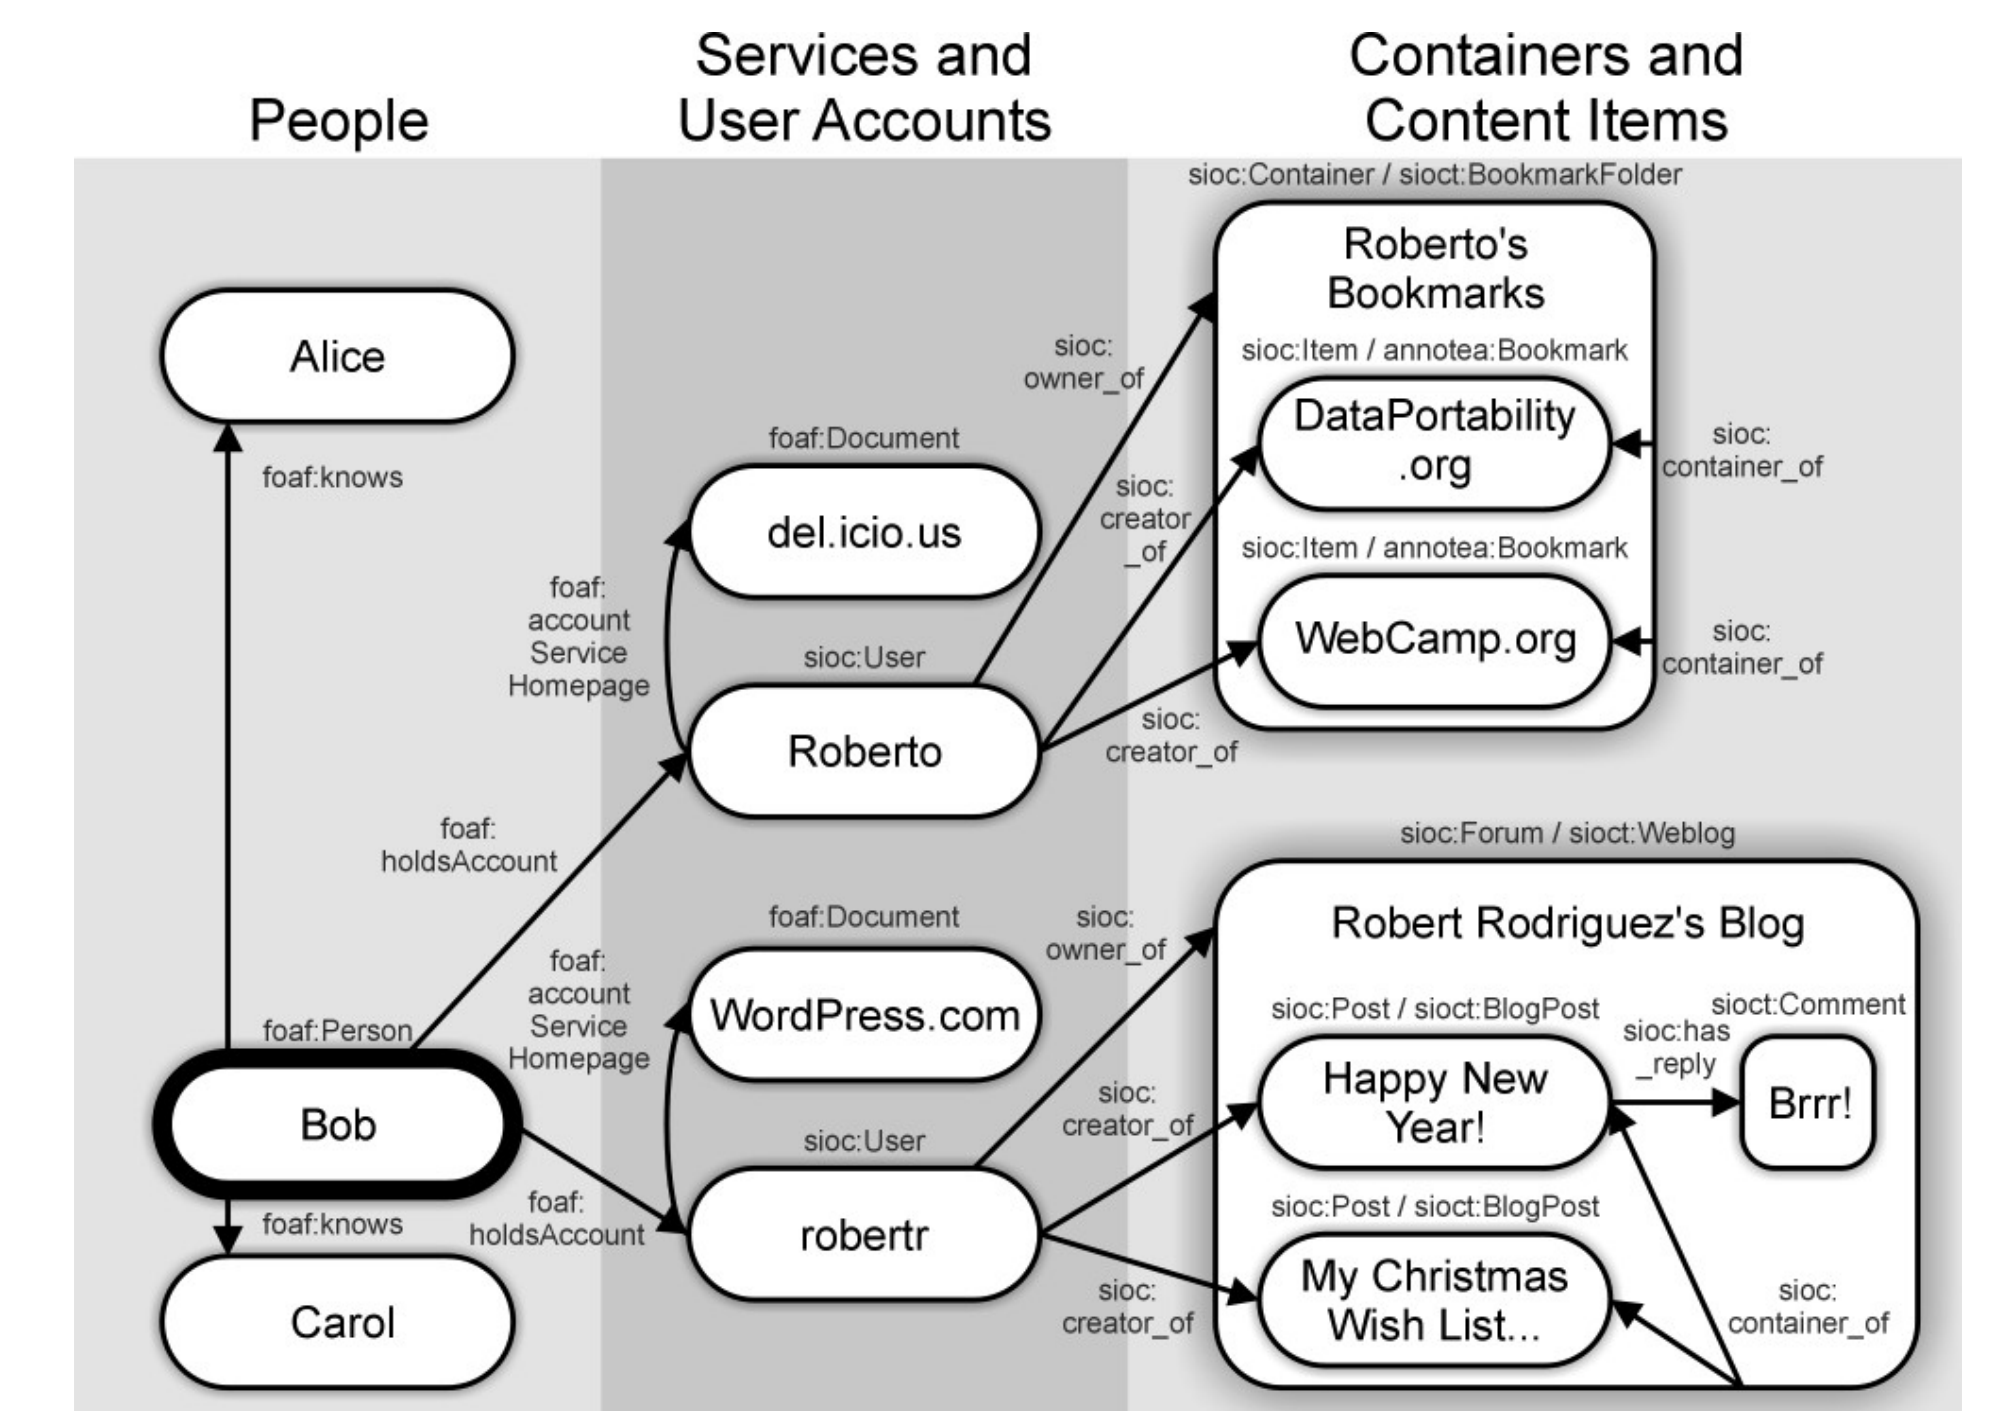 People
Services and
User Accounts
Containers and
Content Items
Alice
foaf:knows
foaf:Person
Bob
foaf:knows
Carol
foaf:
holdsAccount
foaf:
holdsAccount
foaf:Document
del.icio.us
foaf:
account
Service
Homepage
sioc:User
Roberto
foaf:Document
WordPress.com
foaf:
account
Service
Homepage
sioc:User
robertr
sioc:
owner_of
sioc:
creator
_of
sioc:
creator_of
sioc:
owner_of
sioc:
creator_of
sioc:
creator_of
sioc:Container / sioct:BookmarkFolder
Roberto's
Bookmarks
sioc:Item / annotea:Bookmark
DataPortability
.org
sioc:
container_of
sioc:Item / annotea:Bookmark
WebCamp.org
sioc:
container_of
sioc:Forum / sioct:Weblog
Robert Rodriguez's Blog
sioc:Post / sioct:BlogPost
Happy New
Year!
sioc:has
_reply
sioct:Comment
Brrr!
sioc:Post / sioct:BlogPost
My Christmas
Wish List...
sioc:
container_of